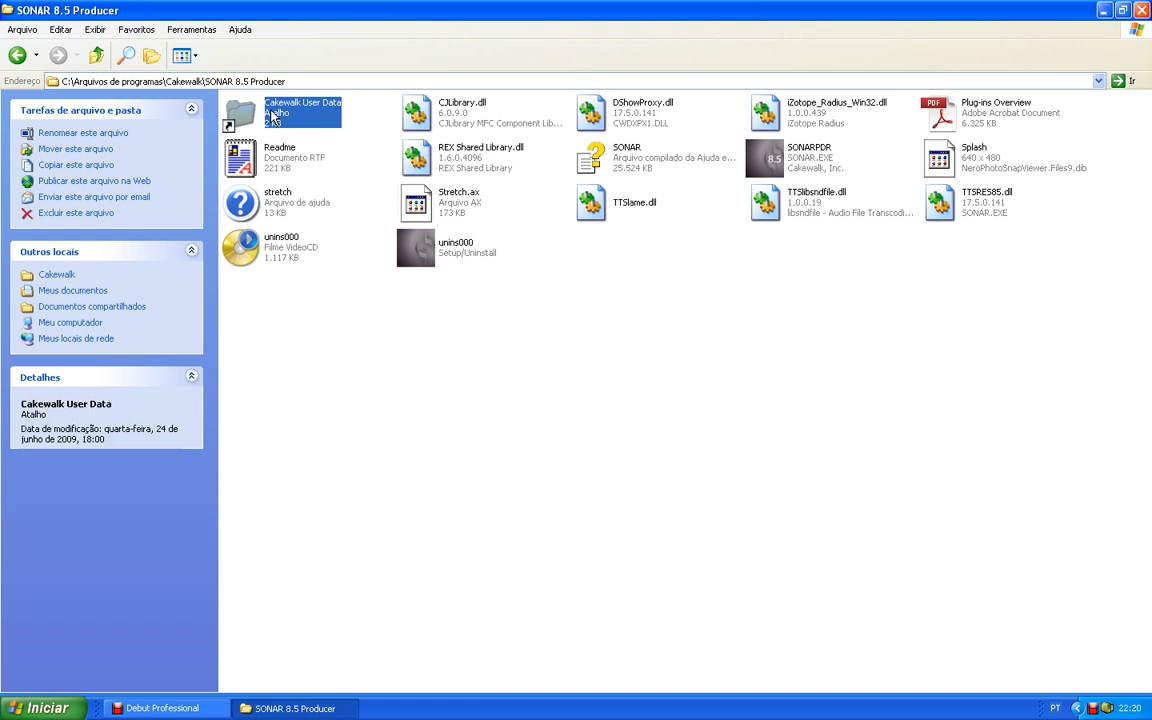 SONAR 8.5 Producer
Arquivo Editar Exibir Favoritos Ferramentas Ajuda
Endereço C:\Arquivos de programas\Cakewalk\SONAR 8.5 Producer Ir
Tarefas de arquivo e pasta
Renomear este arquivo
Mover este arquivo
Copiar este arquivo
Publicar este arquivo na Web
Enviar este arquivo por email
Excluir este arquivo
Outros locais
Cakewalk
Meus documentos
Documentos compartilhados
Meu computador
Meus locais de rede
Detalhes
Cakewalk User Data
Atalho
Data de modificação: quarta-feira, 24 de
junho de 2009, 18:00
Cakewalk User Data
Atalho
CJLibrary.dll
6.0.9.0
CJLibrary MFC Component Lib...
DShowProxy.dll
17.5.0.141
CWDXPX1.DLL
iZotope_Radius_Win32.dll
1.0.0.439
iZotope Radius
PDF
Plug-ins Overview
Adobe Acrobat Document
6.325 KB
Readme
Documento RTF
221 KB
REX Shared Library.dll
1.6.0.4096
REX Shared Library
SONAR
Arquivo compilado da Ajuda e...
25.524 KB
8.5
SONARPDR
SONAR.EXE
Cakewalk, Inc.
Splash
640 x 480
NeroPhotoSnapViewer.Files9.dib
stretch
Arquivo de ajuda
13 KB
Stretch.ax
Arquivo AX
173 KB
TTSlame.dll
TTSlibsndfile.dll
1.0.0.19
libsndfile - Audio File Transcodi...
TTSRES85.dll
17.5.0.141
SONAR.EXE
unins000
Filme VideoCD
1.117 KB
unins000
Setup/Uninstall
Iniciar Debut Professional SONAR 8.5 Producer PT 22:20